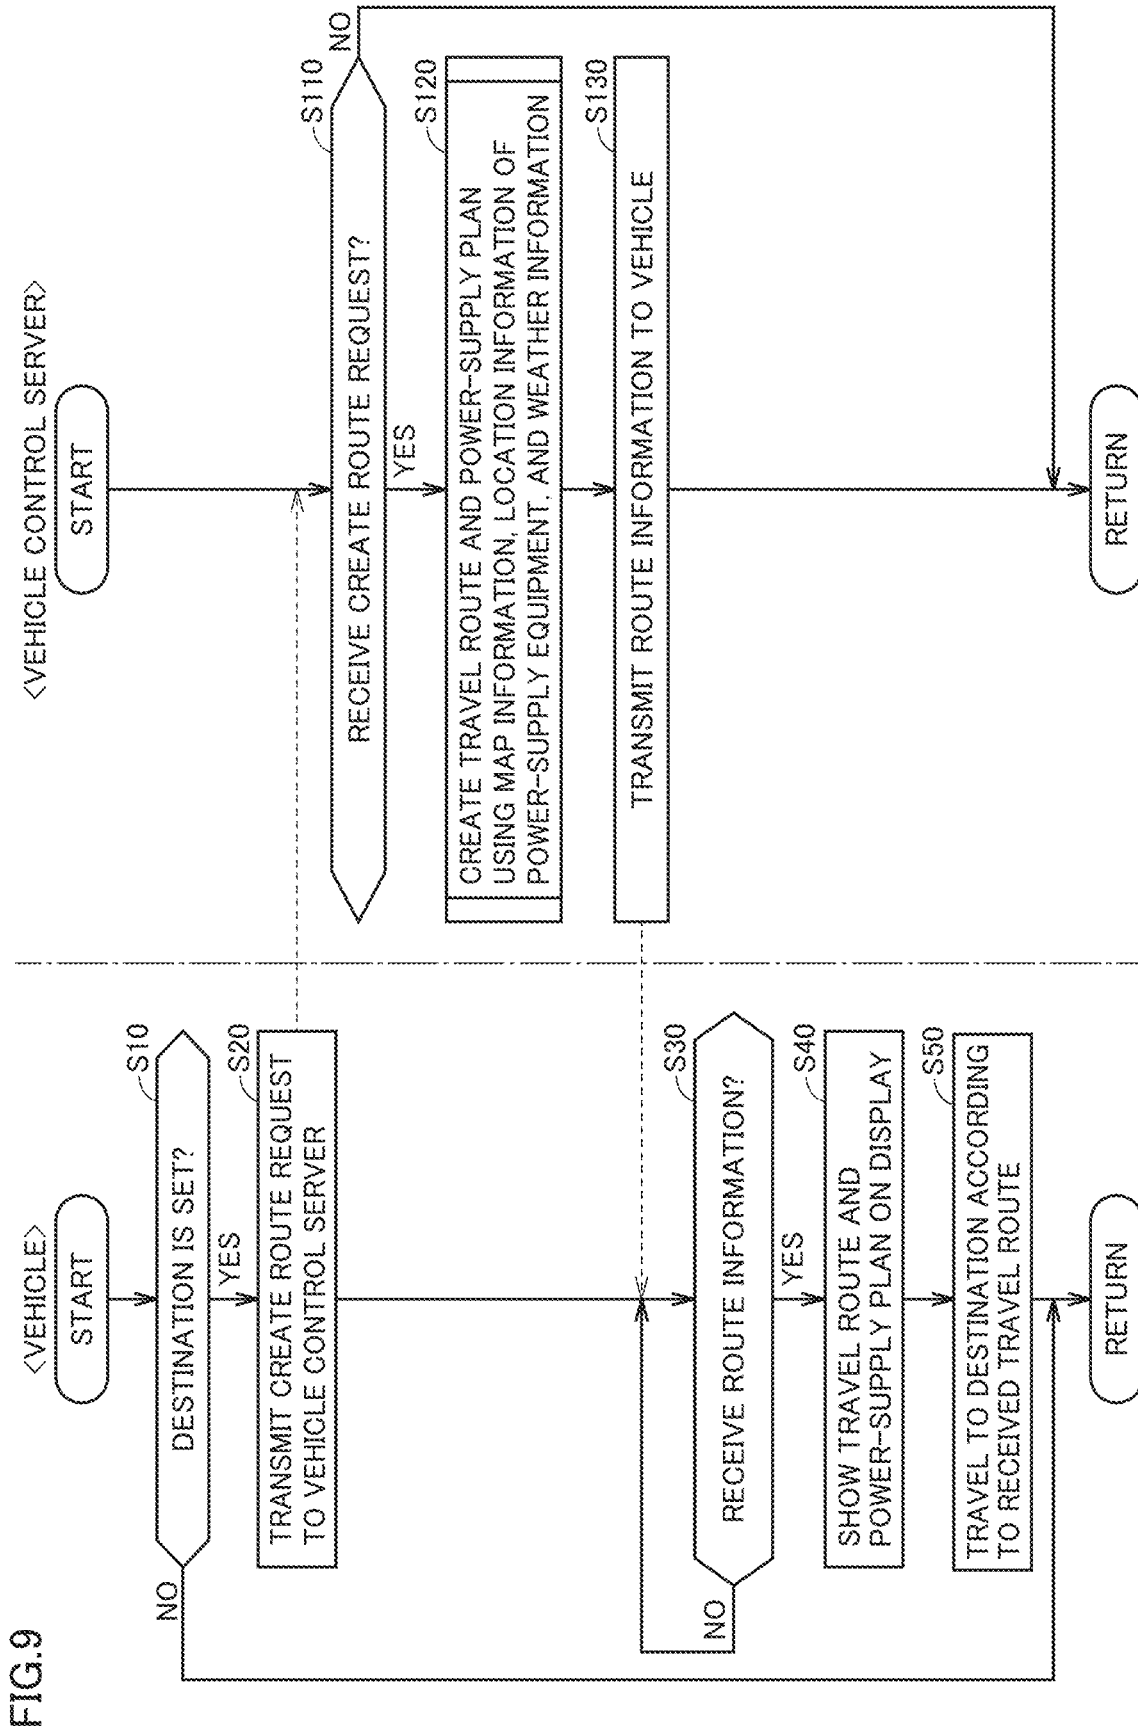 FIG.9
<VEHICLE>
START
S10
DESTINATION IS SET?
NO
YES
S20
TRANSMIT CREATE ROUTE REQUEST
TO VEHICLE CONTROL SERVER
S30
RECEIVE ROUTE INFORMATION?
NO
YES
S40
SHOW TRAVEL ROUTE AND
POWER-SUPPLY PLAN ON DISPLAY
S50
TRAVEL TO DESTINATION ACCORDING
TO RECEIVED TRAVEL ROUTE
RETURN
<VEHICLE CONTROL SERVER>
START
S110
RECEIVE CREATE ROUTE REQUEST?
NO
YES
S120
CREATE TRAVEL ROUTE AND POWER-SUPPLY PLAN
USING MAP INFORMATION, LOCATION INFORMATION OF
POWER-SUPPLY EQUIPMENT, AND WEATHER INFORMATION
S130
TRANSMIT ROUTE INFORMATION TO VEHICLE
RETURN